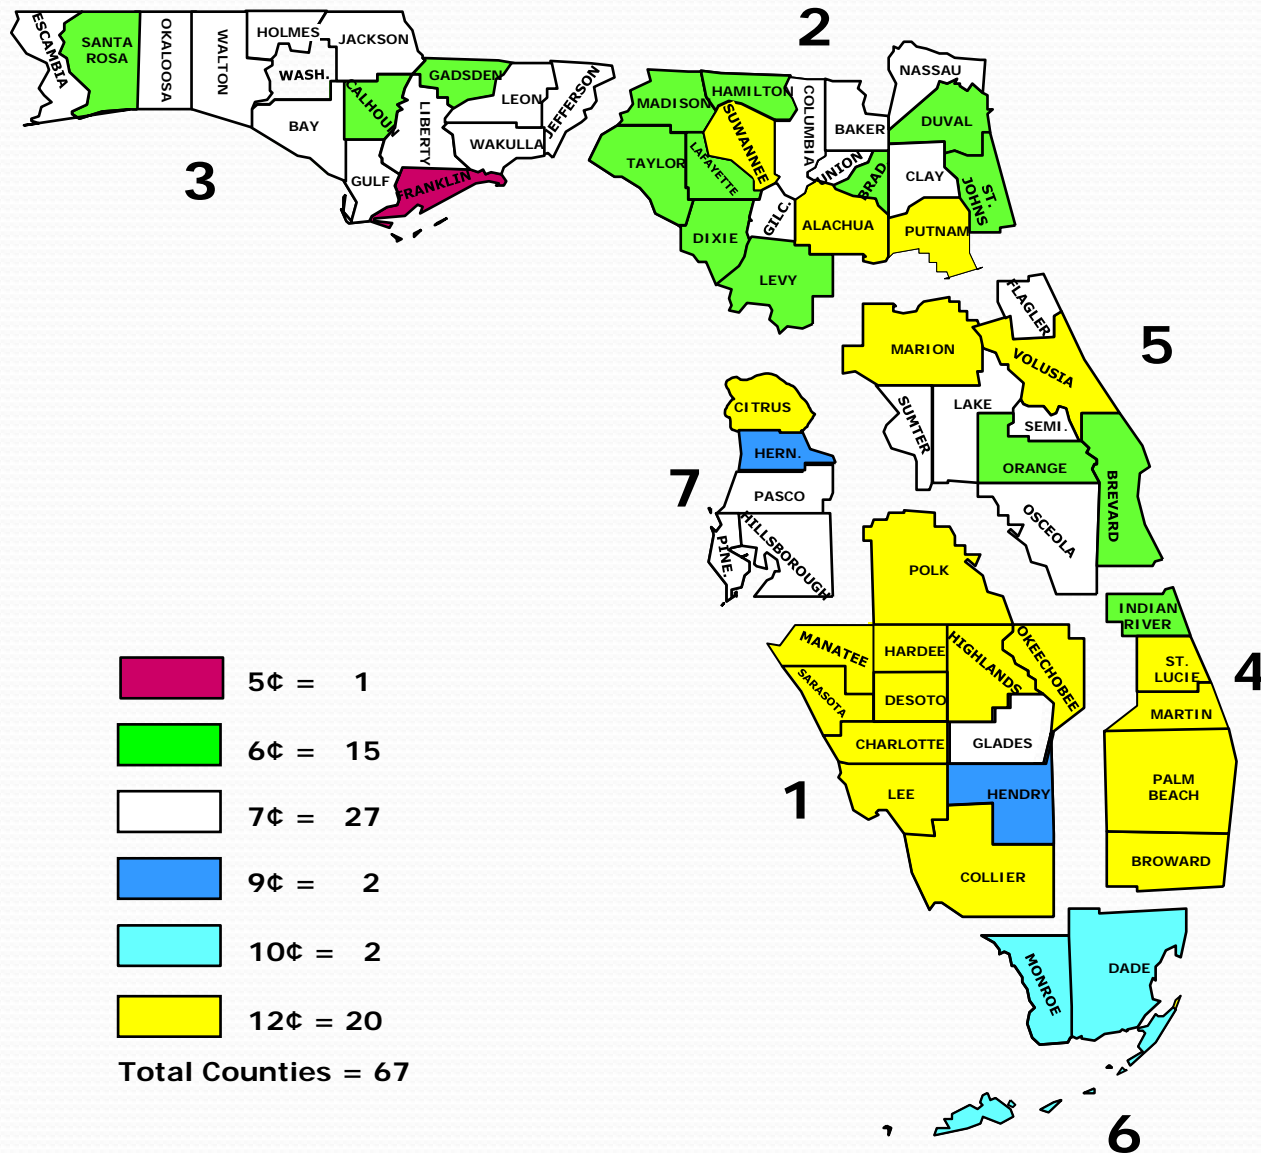 ESCAMBIA
SANTA
ROSA
OKALOOSA
WALTON
HOLMES
WASH.
JACKSON
BAY
CALHOUN
GULF
LIBERTY
GADSDEN
LEON
WAKULLA
JEFFERSON
FRANKLIN
3
2
MADISON
HAMILTON
SUWANNEE
TAYLOR
LAFAYETTE
DIXIE
LEVY
GILC.
COLUMBIA
BAKER
UNION
BRAD
ALACHUA
NASSAU
DUVAL
CLAY
ST.
JOHNS
PUTNAM
5
FLAGLER
MARION
VOLUSIA
SUMTER
LAKE
SEMI.
ORANGE
BREVARD
OSCEOLA
7
CITRUS
HERN.
PASCO
PINE.
HILLSBOROUGH
POLK
MANATEE
HARDEE
HIGHLANDS
OKEECHOBEE
SARASOTA
DESOTO
CHARLOTTE
GLADES
LEE
HENDRY
COLLIER
1
INDIAN
RIVER
ST.
LUCIE
4
MARTIN
PALM
BEACH
BROWARD
MONROE
DADE
6
5¢ = 1
6¢ = 15
7¢ = 27
9¢ = 2
10¢ = 2
12¢ = 20
Total Counties = 67